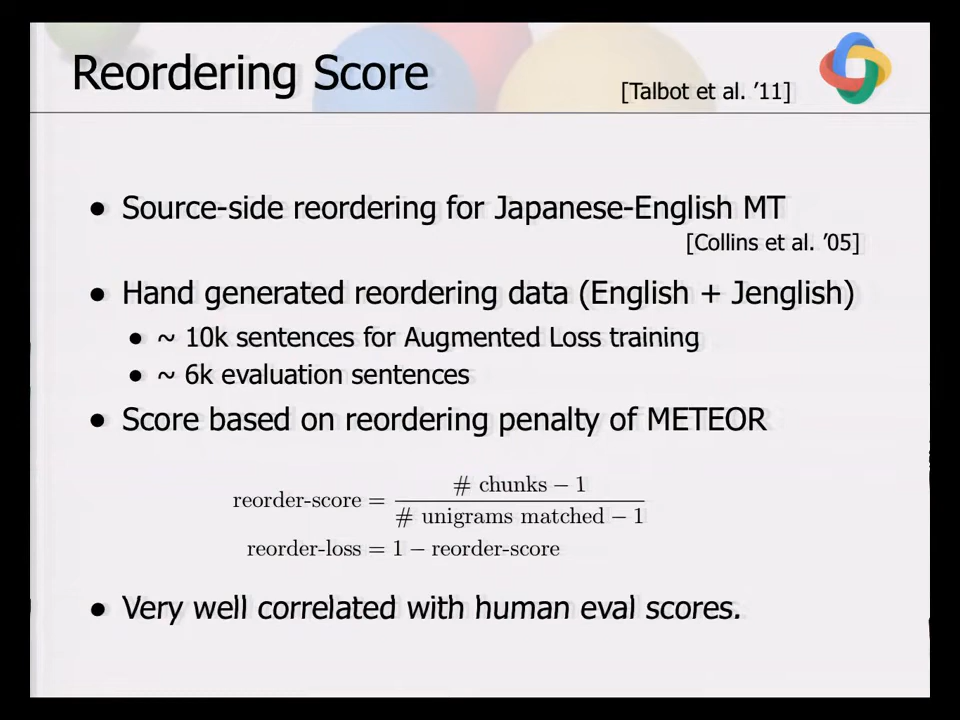 Reordering Score
[Talbot et al. ’11]
● Source-side reordering for Japanese-English MT
[Collins et al. ’05]
● Hand generated reordering data (English + Jenglish)
● ~ 10k sentences for Augmented Loss training
● ~ 6k evaluation sentences
● Score based on reordering penalty of METEOR
reorder-score = # chunks − 1 / # unigrams matched − 1
reorder-loss = 1 − reorder-score
● Very well correlated with human eval scores.